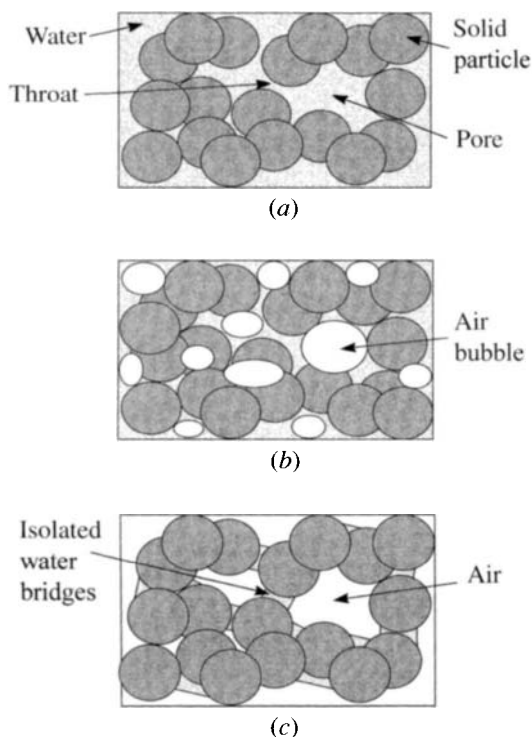 Water
Solid
particle
Throat
Pore
(a)
Air
bubble
(b)
Isolated
water
bridges
Air
(c)